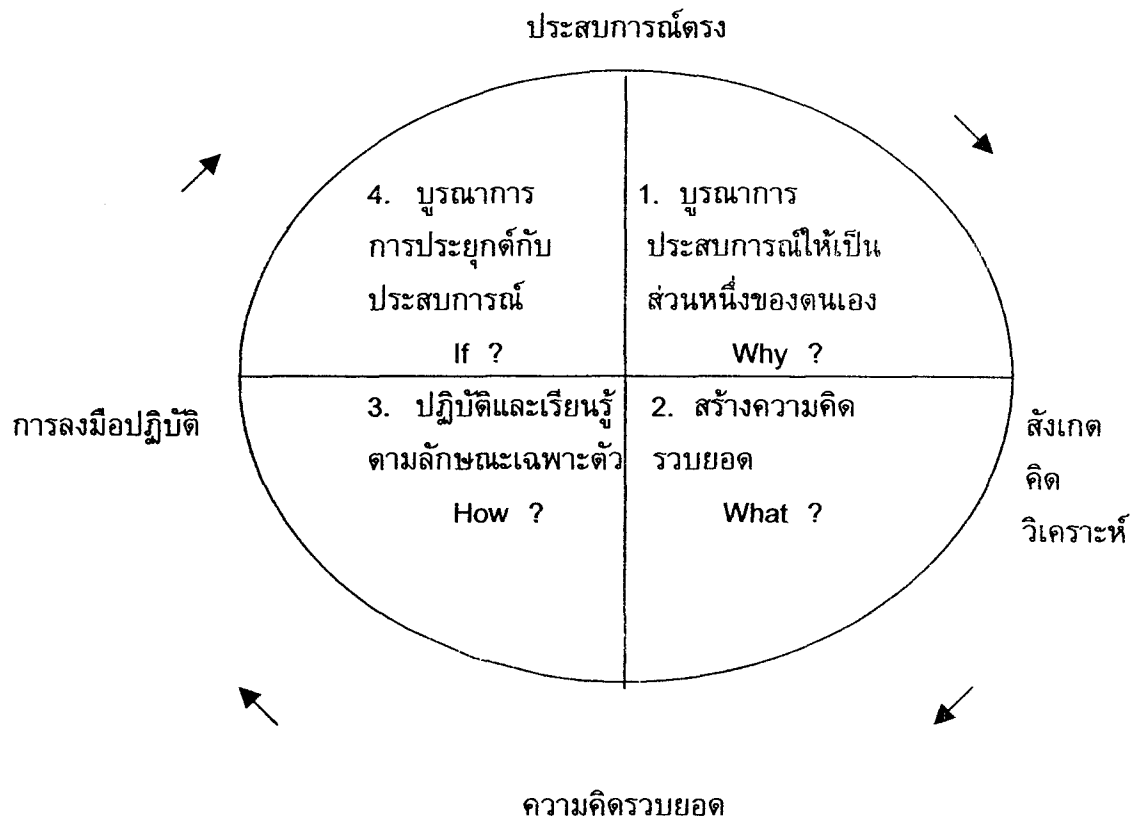 ประสบการณ์ตรง
4. บูรณาการ
การประยุกต์กับ
ประสบการณ์
If ?
1. บูรณาการ
ประสบการณ์ให้เป็น
ส่วนหนึ่งของตนเอง
Why ?
การลงมือปฏิบัติ
3. ปฏิบัติและเรียนรู้
ตามลักษณะเฉพาะตัว
How ?
2. สร้างความคิด
รวบยอด
What ?
สังเกต
คิด
วิเคราะห์
ความคิดรวบยอด